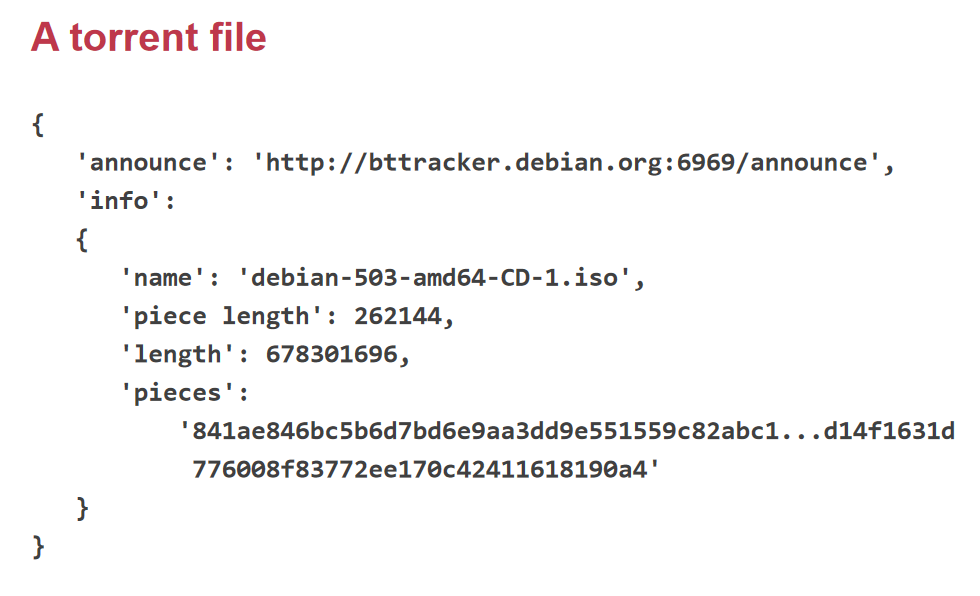 A torrent file
{
'announce': 'http://bttracker.debian.org:6969/announce',
'info':
{
'name': 'debian-503-amd64-CD-1.iso',
'piece length': 262144,
'length': 678301696,
'pieces':
'841ae846bc5b6d7bd6e9aa3dd9e551559c82abc1...d14f1631d
776008f83772ee170c42411618190a4'
}
}